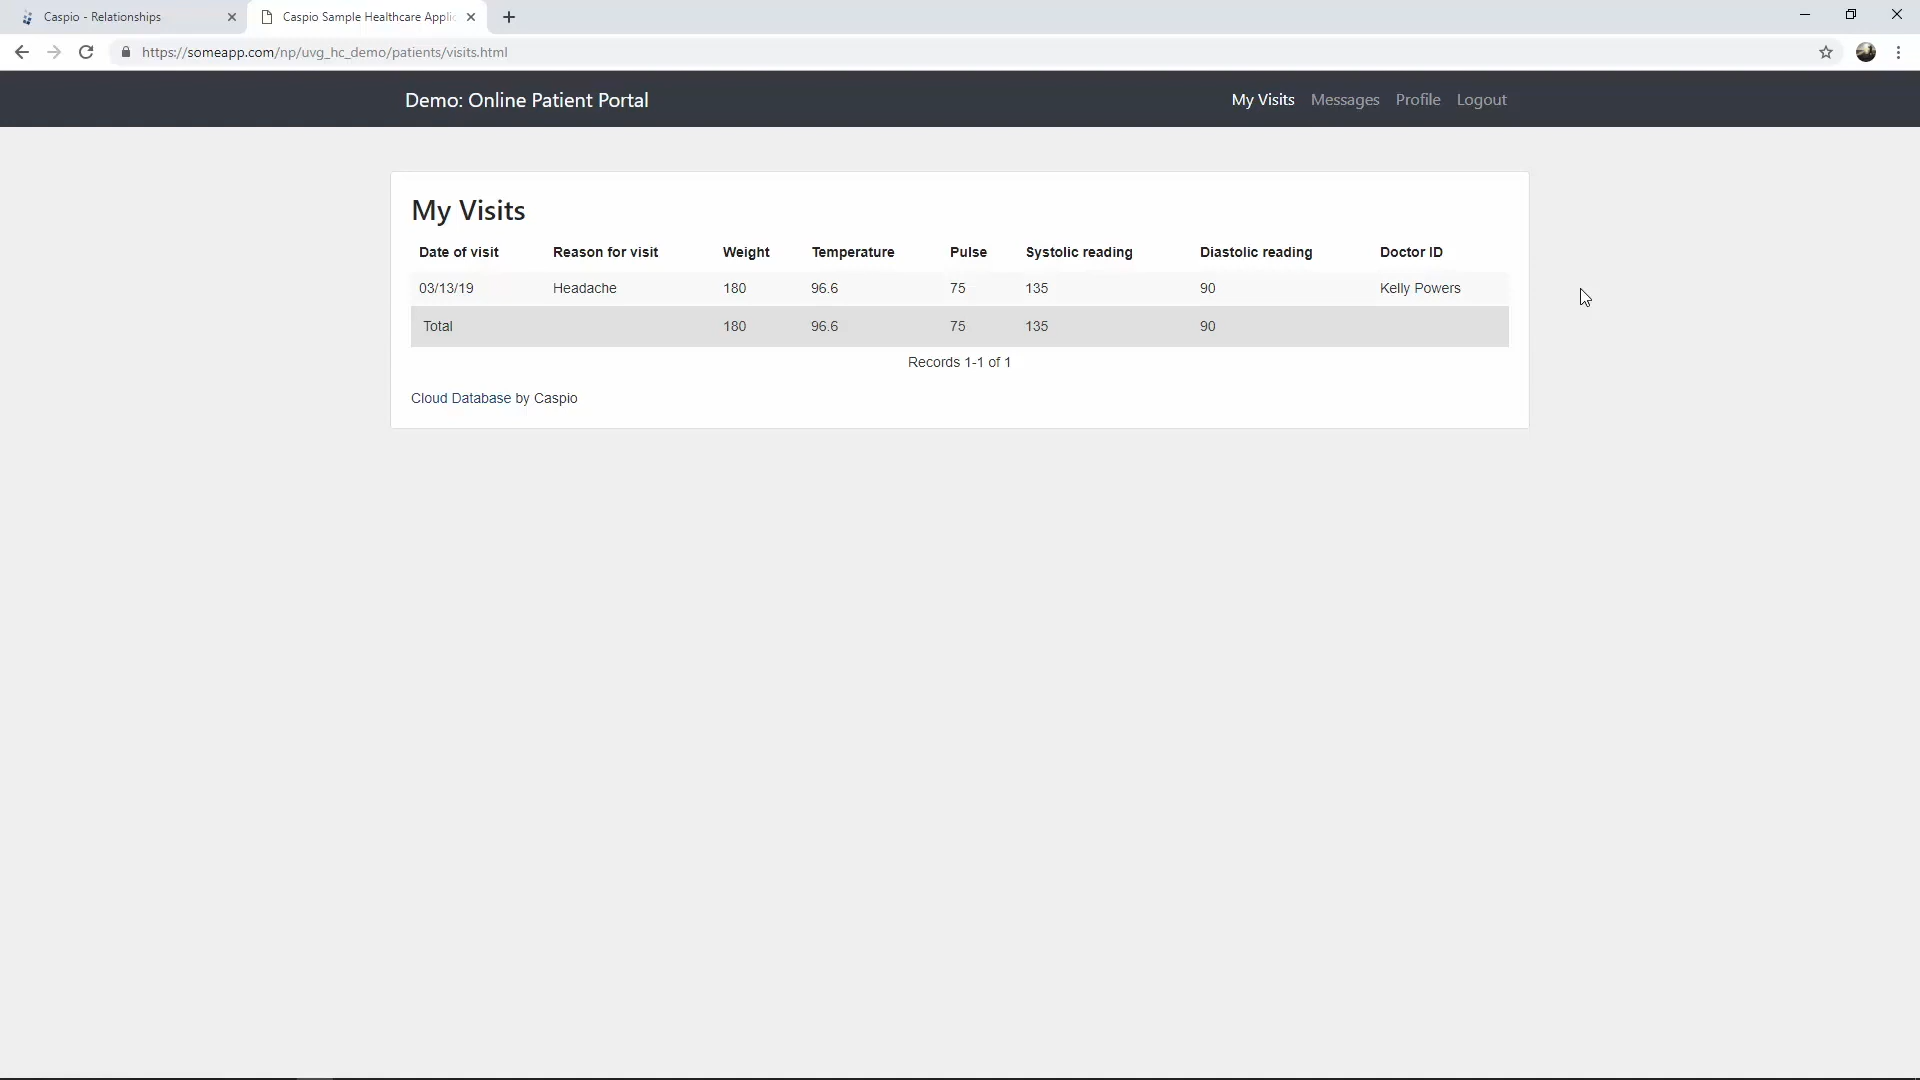 Caspio - Relationships
Caspio Sample Healthcare Applic
https://someapp.com/np/uvg_hc_demo/patients/visits.html
Demo: Online Patient Portal My Visits Messages Profile Logout
My Visits
Date of visit Reason for visit Weight Temperature Pulse Systolic reading Diastolic reading Doctor ID
03/13/19 Headache 180 96.6 75 135 90 Kelly Powers
Total 180 96.6 75 135 90
Records 1-1 of 1
Cloud Database by Caspio